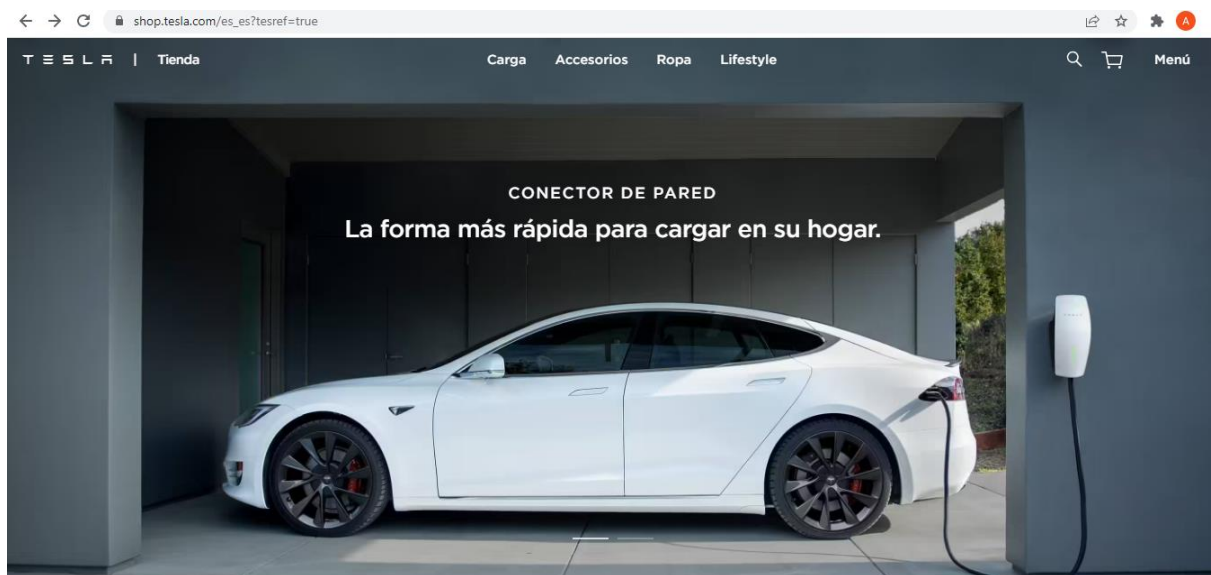 shop.tesla.com/es_es?tesref=true
A
TESLA | Tienda
Carga Accesorios Ropa Lifestyle
Menú
CONECTOR DE PARED
La forma más rápida para cargar en su hogar.
TESLA